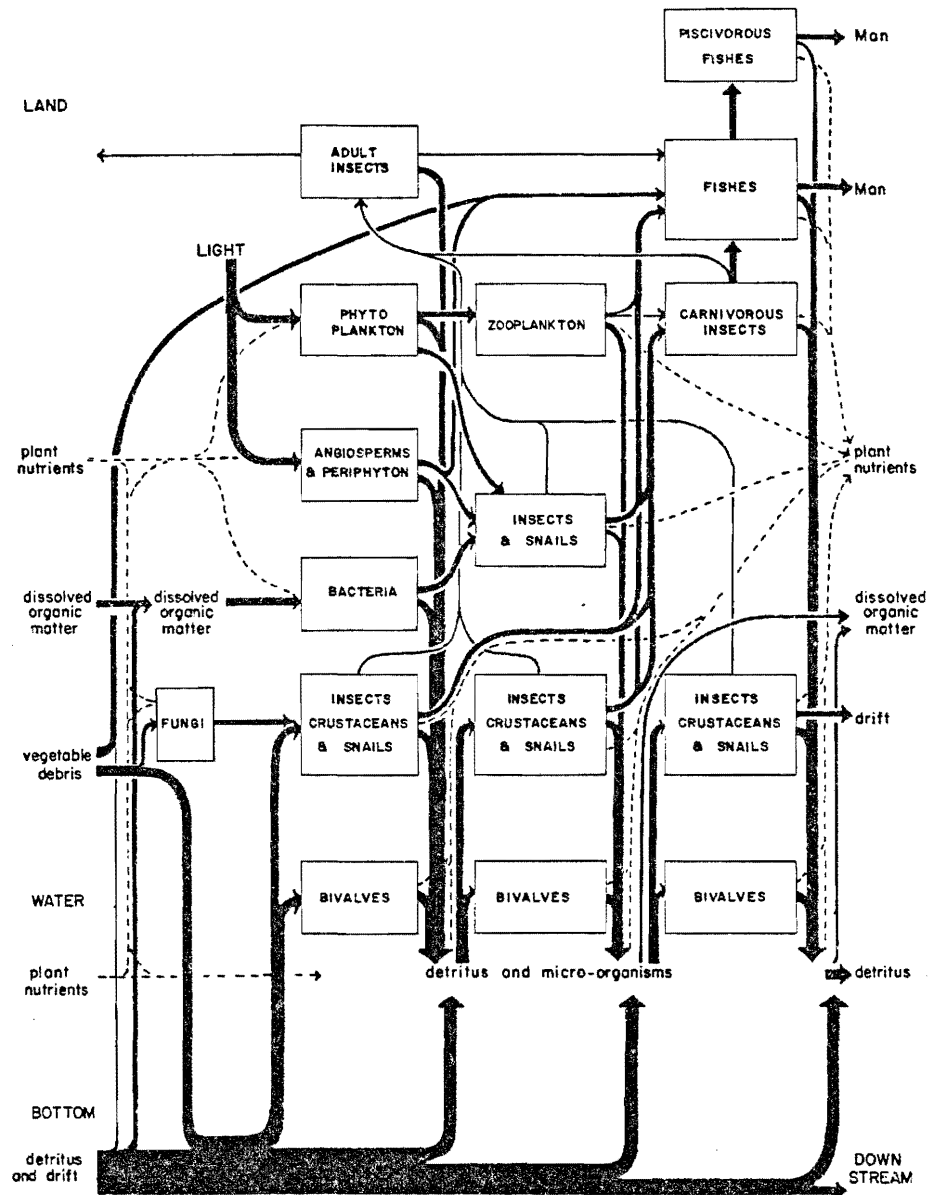 PISCIVOROUS
FISHES
Man
LAND
ADULT
INSECTS
FISHES
Man
LIGHT
PHYTO
PLANKTON
ZOOPLANKTON
CARNIVOROUS
INSECTS
plant
nutrients
ANGIOSPERMS
& PERIPHYTON
plant
nutrients
INSECTS
& SNAILS
dissolved
organic
matter
dissolved
organic
matter
BACTERIA
dissolved
organic
matter
FUNGI
INSECTS
CRUSTACEANS
& SNAILS
INSECTS
CRUSTACEANS
& SNAILS
INSECTS
CRUSTACEANS
& SNAILS
drift
vegetable
debris
WATER
BIVALVES
BIVALVES
BIVALVES
plant
nutrients
detritus and micro-organisms
detritus
BOTTOM
detritus
and drift
DOWN
STREAM